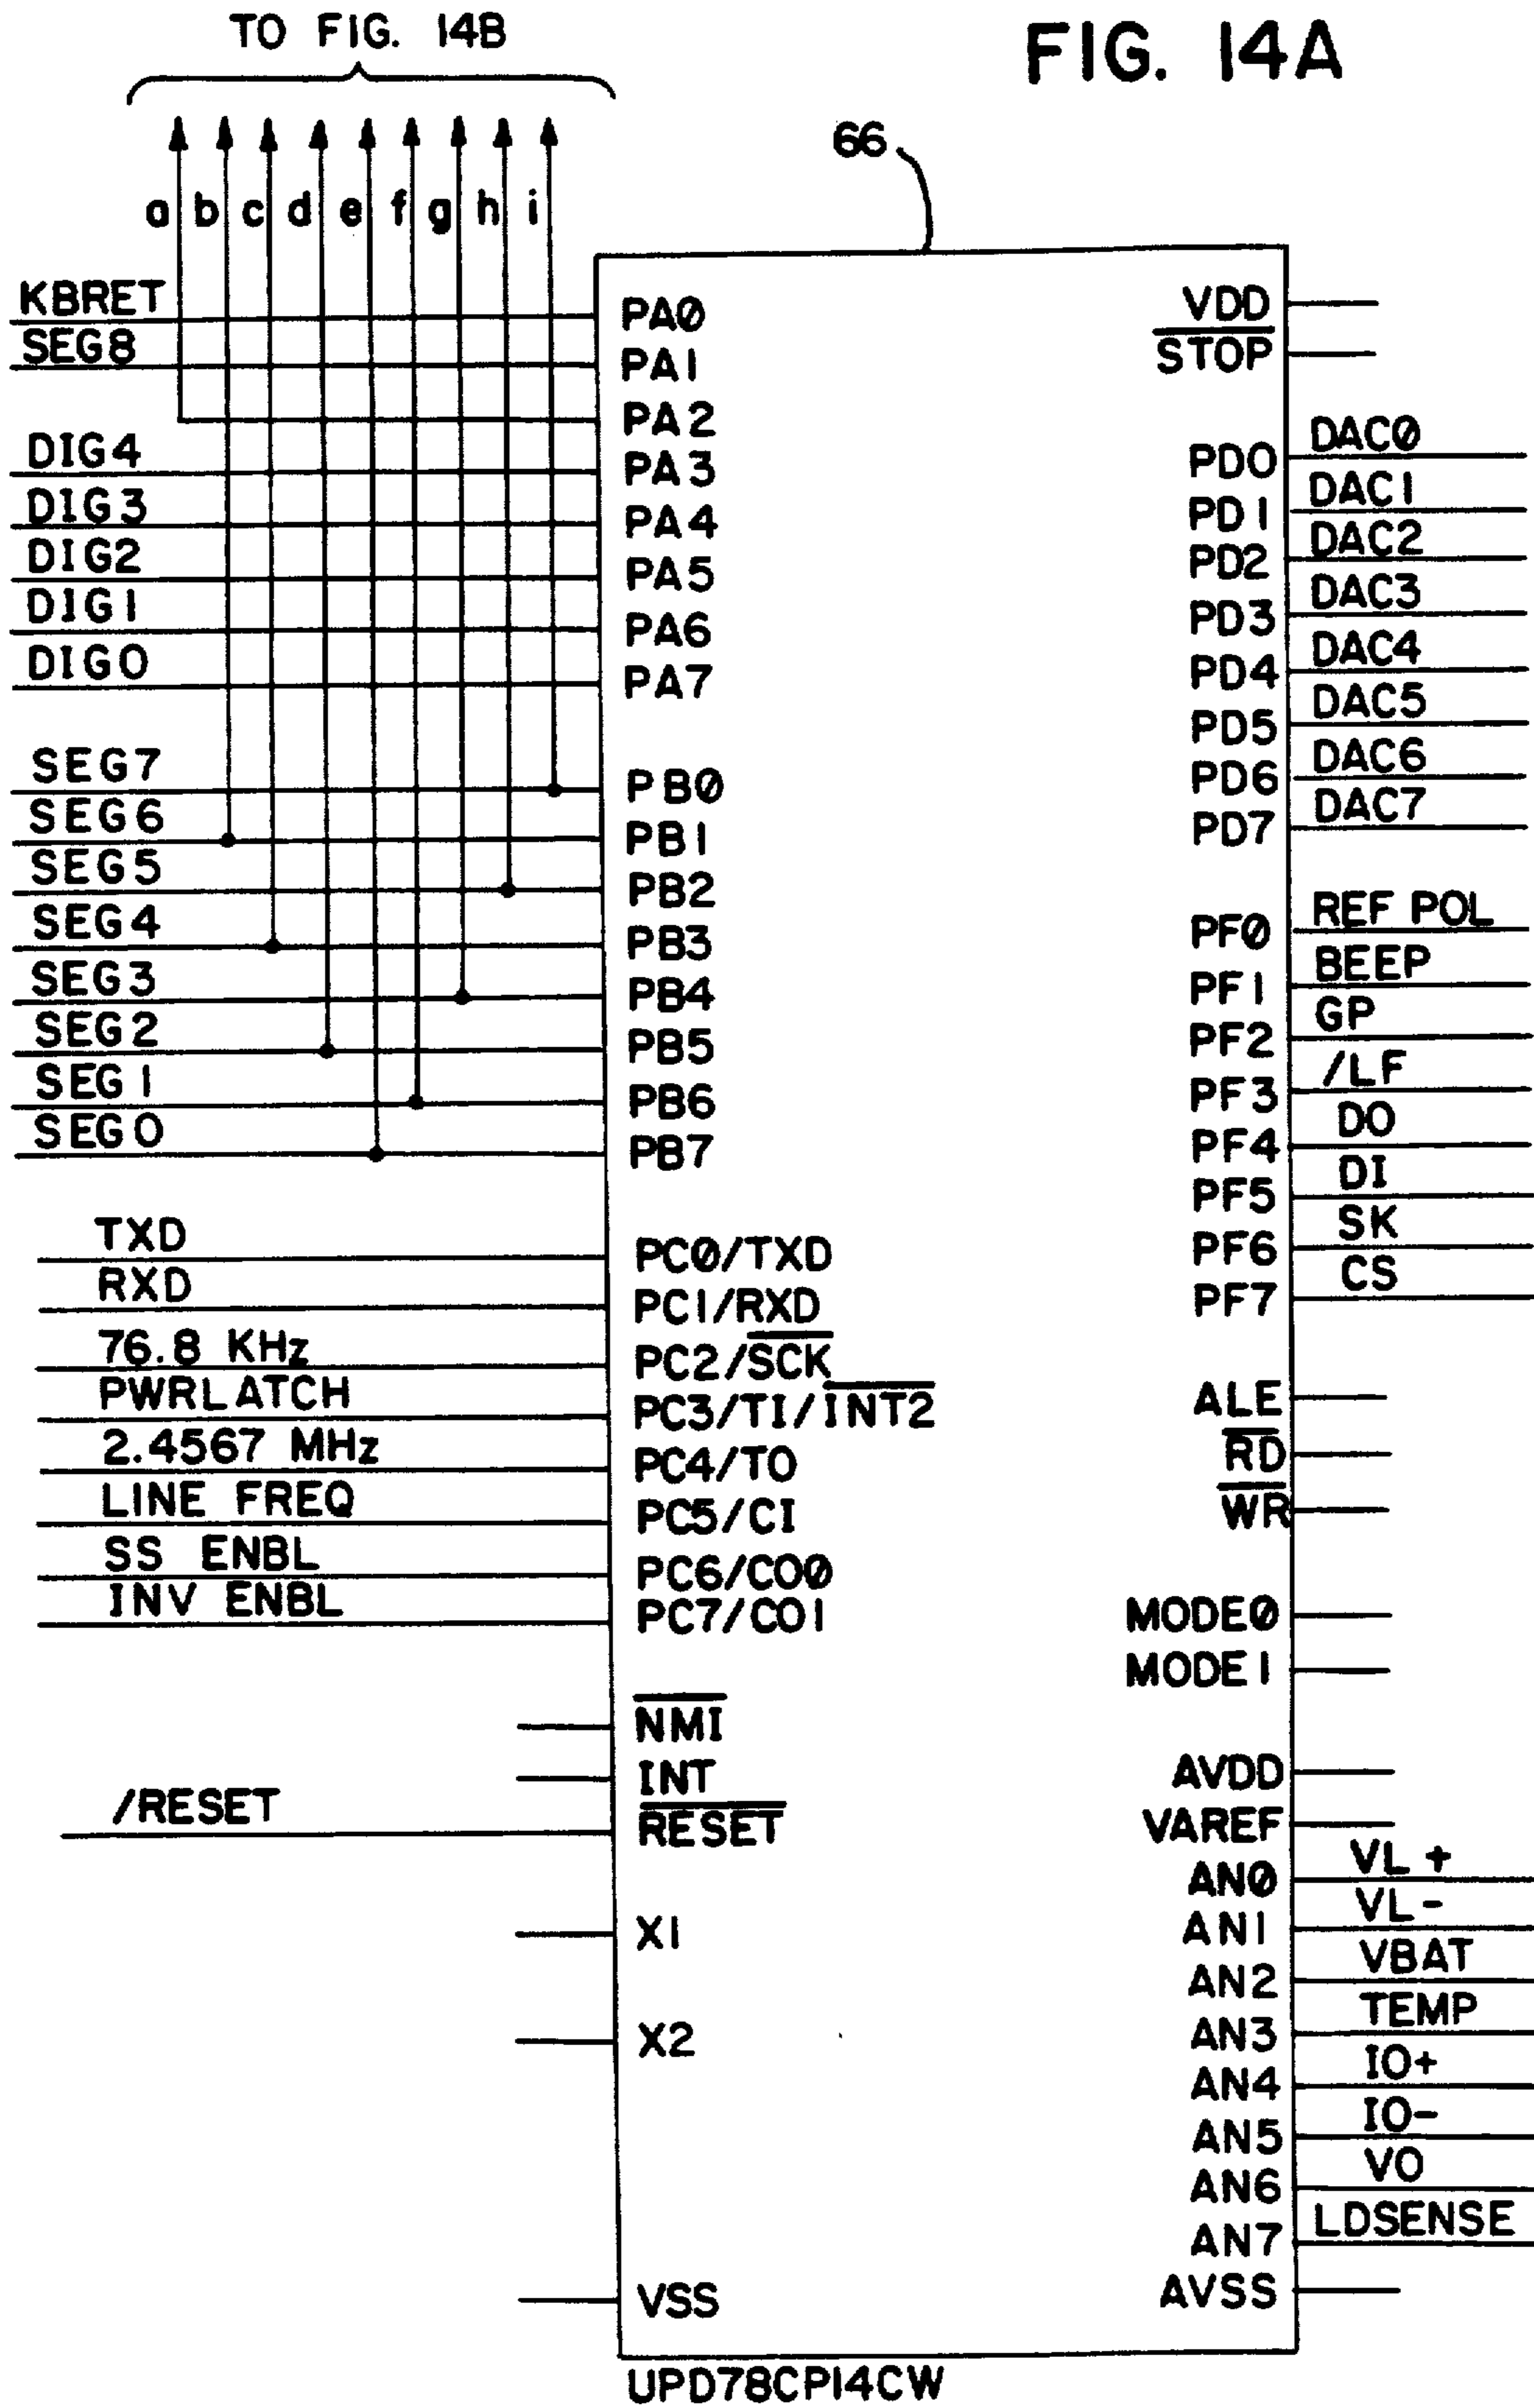 TO FIG. 14B
FIG. 14A
66
a b c d e f g h i
KBRET PA0
SEG8 PA1
PA2
DIG4 PA3
DIG3 PA4
DIG2 PA5
DIG1 PA6
DIG0 PA7
SEG7 PB0
SEG6 PB1
SEG5 PB2
SEG4 PB3
SEG3 PB4
SEG2 PB5
SEG1 PB6
SEG0 PB7
TXD PC0/TXD
RXD PC1/RXD
76.8 KHz PC2/SCK
PWRLATCH PC3/TI/INT2
2.4567 MHz PC4/TO
LINE FREQ PC5/CI
SS ENBL PC6/CO0
INV ENBL PC7/CO1
NMI
INT
/RESET RESET
X1
X2
VSS
VDD
STOP
PD0 DAC0
PD1 DAC1
PD2 DAC2
PD3 DAC3
PD4 DAC4
PD5 DAC5
PD6 DAC6
PD7 DAC7
PF0 REF POL
PF1 BEEP
PF2 GP
PF3 /LF
PF4 DO
PF5 DI
PF6 SK
PF7 CS
ALE
RD
WR
MODE0
MODE1
AVDD
VAREF
AN0 VL+
AN1 VL-
AN2 VBAT
AN3 TEMP
AN4 IO+
AN5 IO-
AN6 VO
AN7 LDSENSE
AVSS
UPD78CP14CW